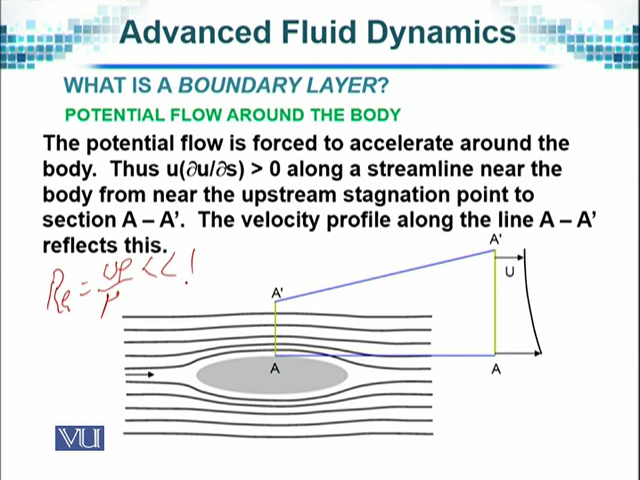 Advanced Fluid Dynamics
WHAT IS A BOUNDARY LAYER?
POTENTIAL FLOW AROUND THE BODY
The potential flow is forced to accelerate around the
body. Thus u(∂u/∂s) > 0 along a streamline near the
body from near the upstream stagnation point to
section A – A’. The velocity profile along the line A – A’
reflects this.
A'
U
A'
A
A
VU